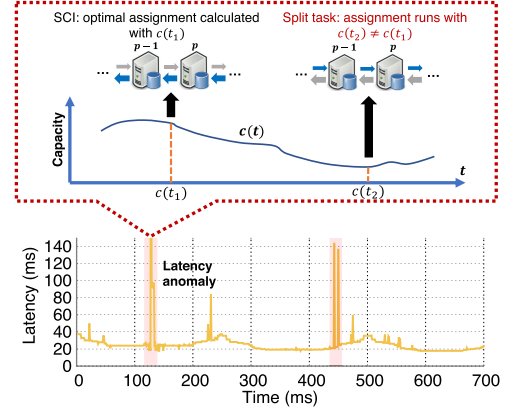 SCI: optimal assignment calculated
with c(t₁)
Split task: assignment runs with
c(t₂) ≠ c(t₁)
p − 1
p
p − 1
p
...
...
...
...
Capacity
c(t)
t
c(t₁)
c(t₂)
Latency (ms)
140
120
100
80
60
40
20
0
Latency
anomaly
0
100
200
300
400
500
600
700
Time (ms)